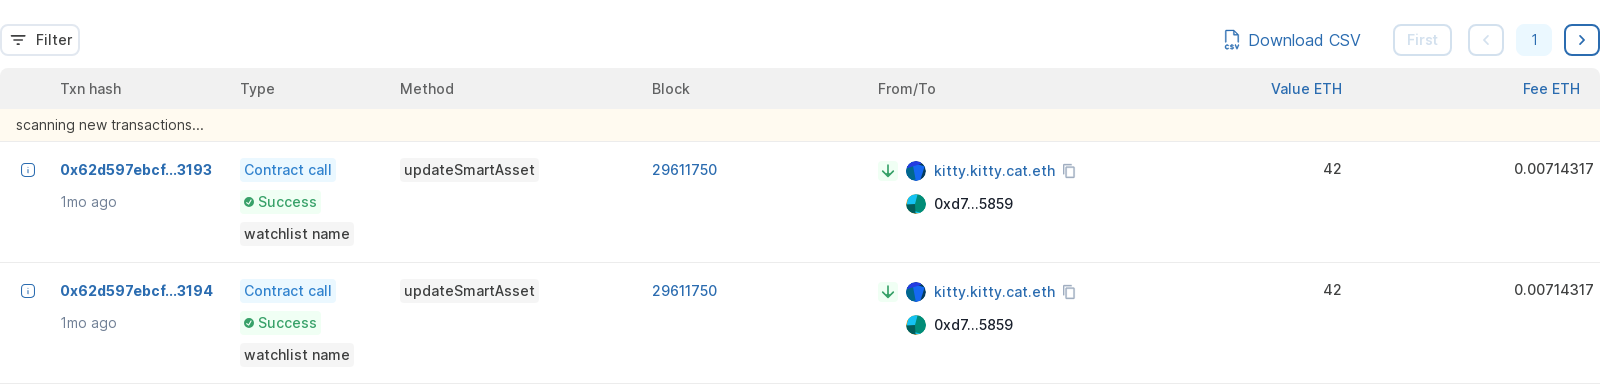 Filter
CSV
Download CSV
First
1
Txn hash Type Method Block From/To Value ETH Fee ETH
scanning new transactions...
0x62d597ebcf...3193 Contract call updateSmartAsset 29611750 kitty.kitty.cat.eth 42 0.00714317
1mo ago Success 0xd7...5859
watchlist name
0x62d597ebcf...3194 Contract call updateSmartAsset 29611750 kitty.kitty.cat.eth 42 0.00714317
1mo ago Success 0xd7...5859
watchlist name